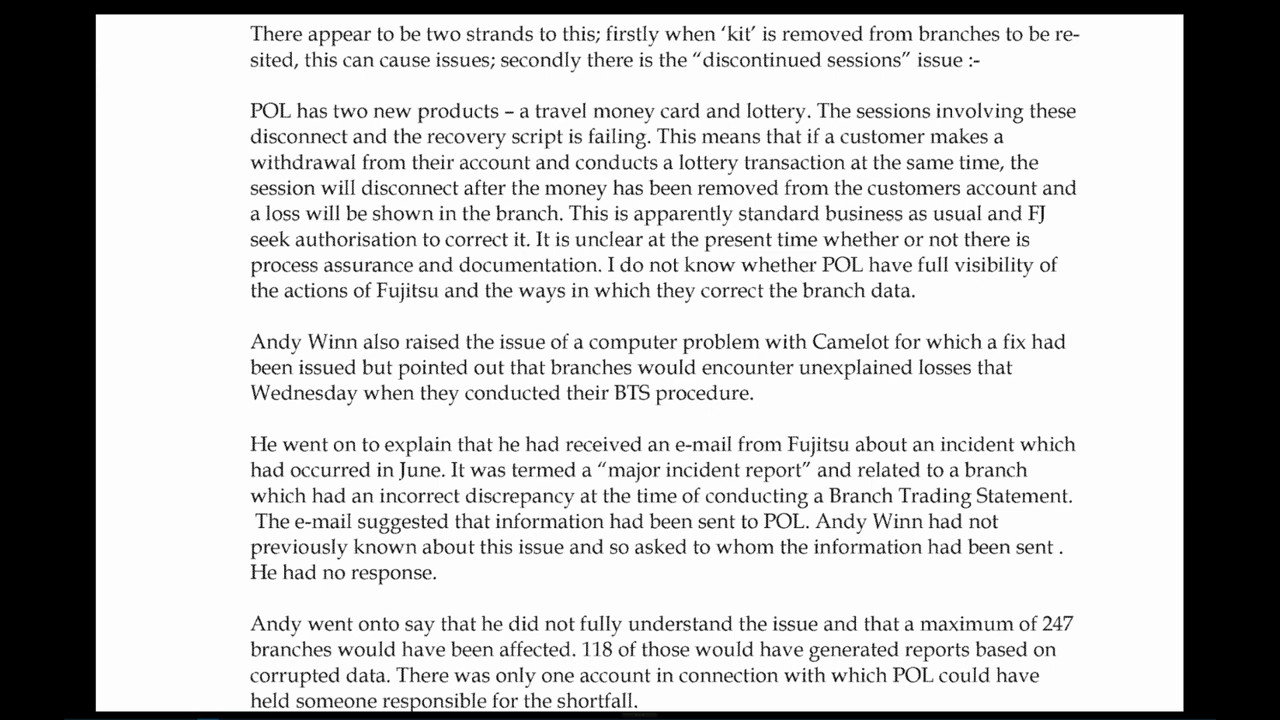 There appear to be two strands to this; firstly when ‘kit’ is removed from branches to be re-
sited, this can cause issues; secondly there is the “discontinued sessions” issue :-
POL has two new products – a travel money card and lottery. The sessions involving these
disconnect and the recovery script is failing. This means that if a customer makes a
withdrawal from their account and conducts a lottery transaction at the same time, the
session will disconnect after the money has been removed from the customers account and
a loss will be shown in the branch. This is apparently standard business as usual and FJ
seek authorisation to correct it. It is unclear at the present time whether or not there is
process assurance and documentation. I do not know whether POL have full visibility of
the actions of Fujitsu and the ways in which they correct the branch data.
Andy Winn also raised the issue of a computer problem with Camelot for which a fix had
been issued but pointed out that branches would encounter unexplained losses that
Wednesday when they conducted their BTS procedure.
He went on to explain that he had received an e-mail from Fujitsu about an incident which
had occurred in June. It was termed a “major incident report” and related to a branch
which had an incorrect discrepancy at the time of conducting a Branch Trading Statement.
The e-mail suggested that information had been sent to POL. Andy Winn had not
previously known about this issue and so asked to whom the information had been sent .
He had no response.
Andy went onto say that he did not fully understand the issue and that a maximum of 247
branches would have been affected. 118 of those would have generated reports based on
corrupted data. There was only one account in connection with which POL could have
held someone responsible for the shortfall.